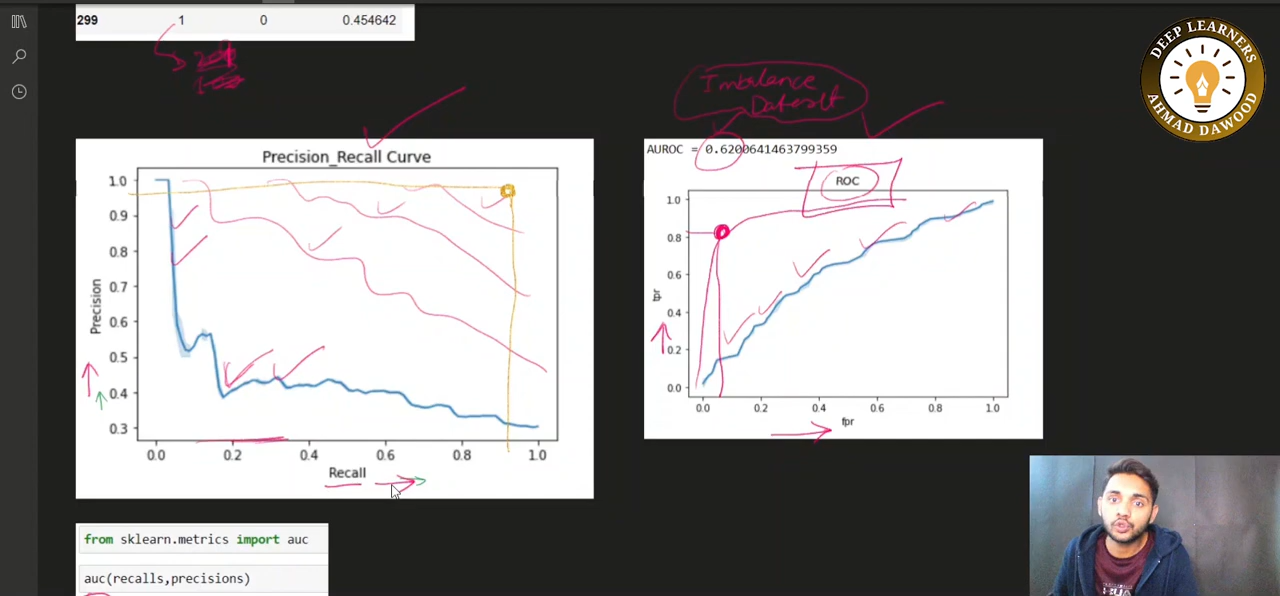 299 1 0 0.454642
DEEP LEARNERS
AHMAD DAWOOD
Imbalence
Precision_Recall Curve
1.0
0.9
0.8
0.7
0.6
0.5
0.4
0.3
Precision
0.0 0.2 0.4 0.6 0.8 1.0
Recall
AUROC = 0.6200641463799359
ROC
1.0
0.8
0.6
0.4
0.2
0.0
tpr
0.0 0.2 0.4 0.6 0.8 1.0
fpr
from sklearn.metrics import auc
auc(recalls,precisions)